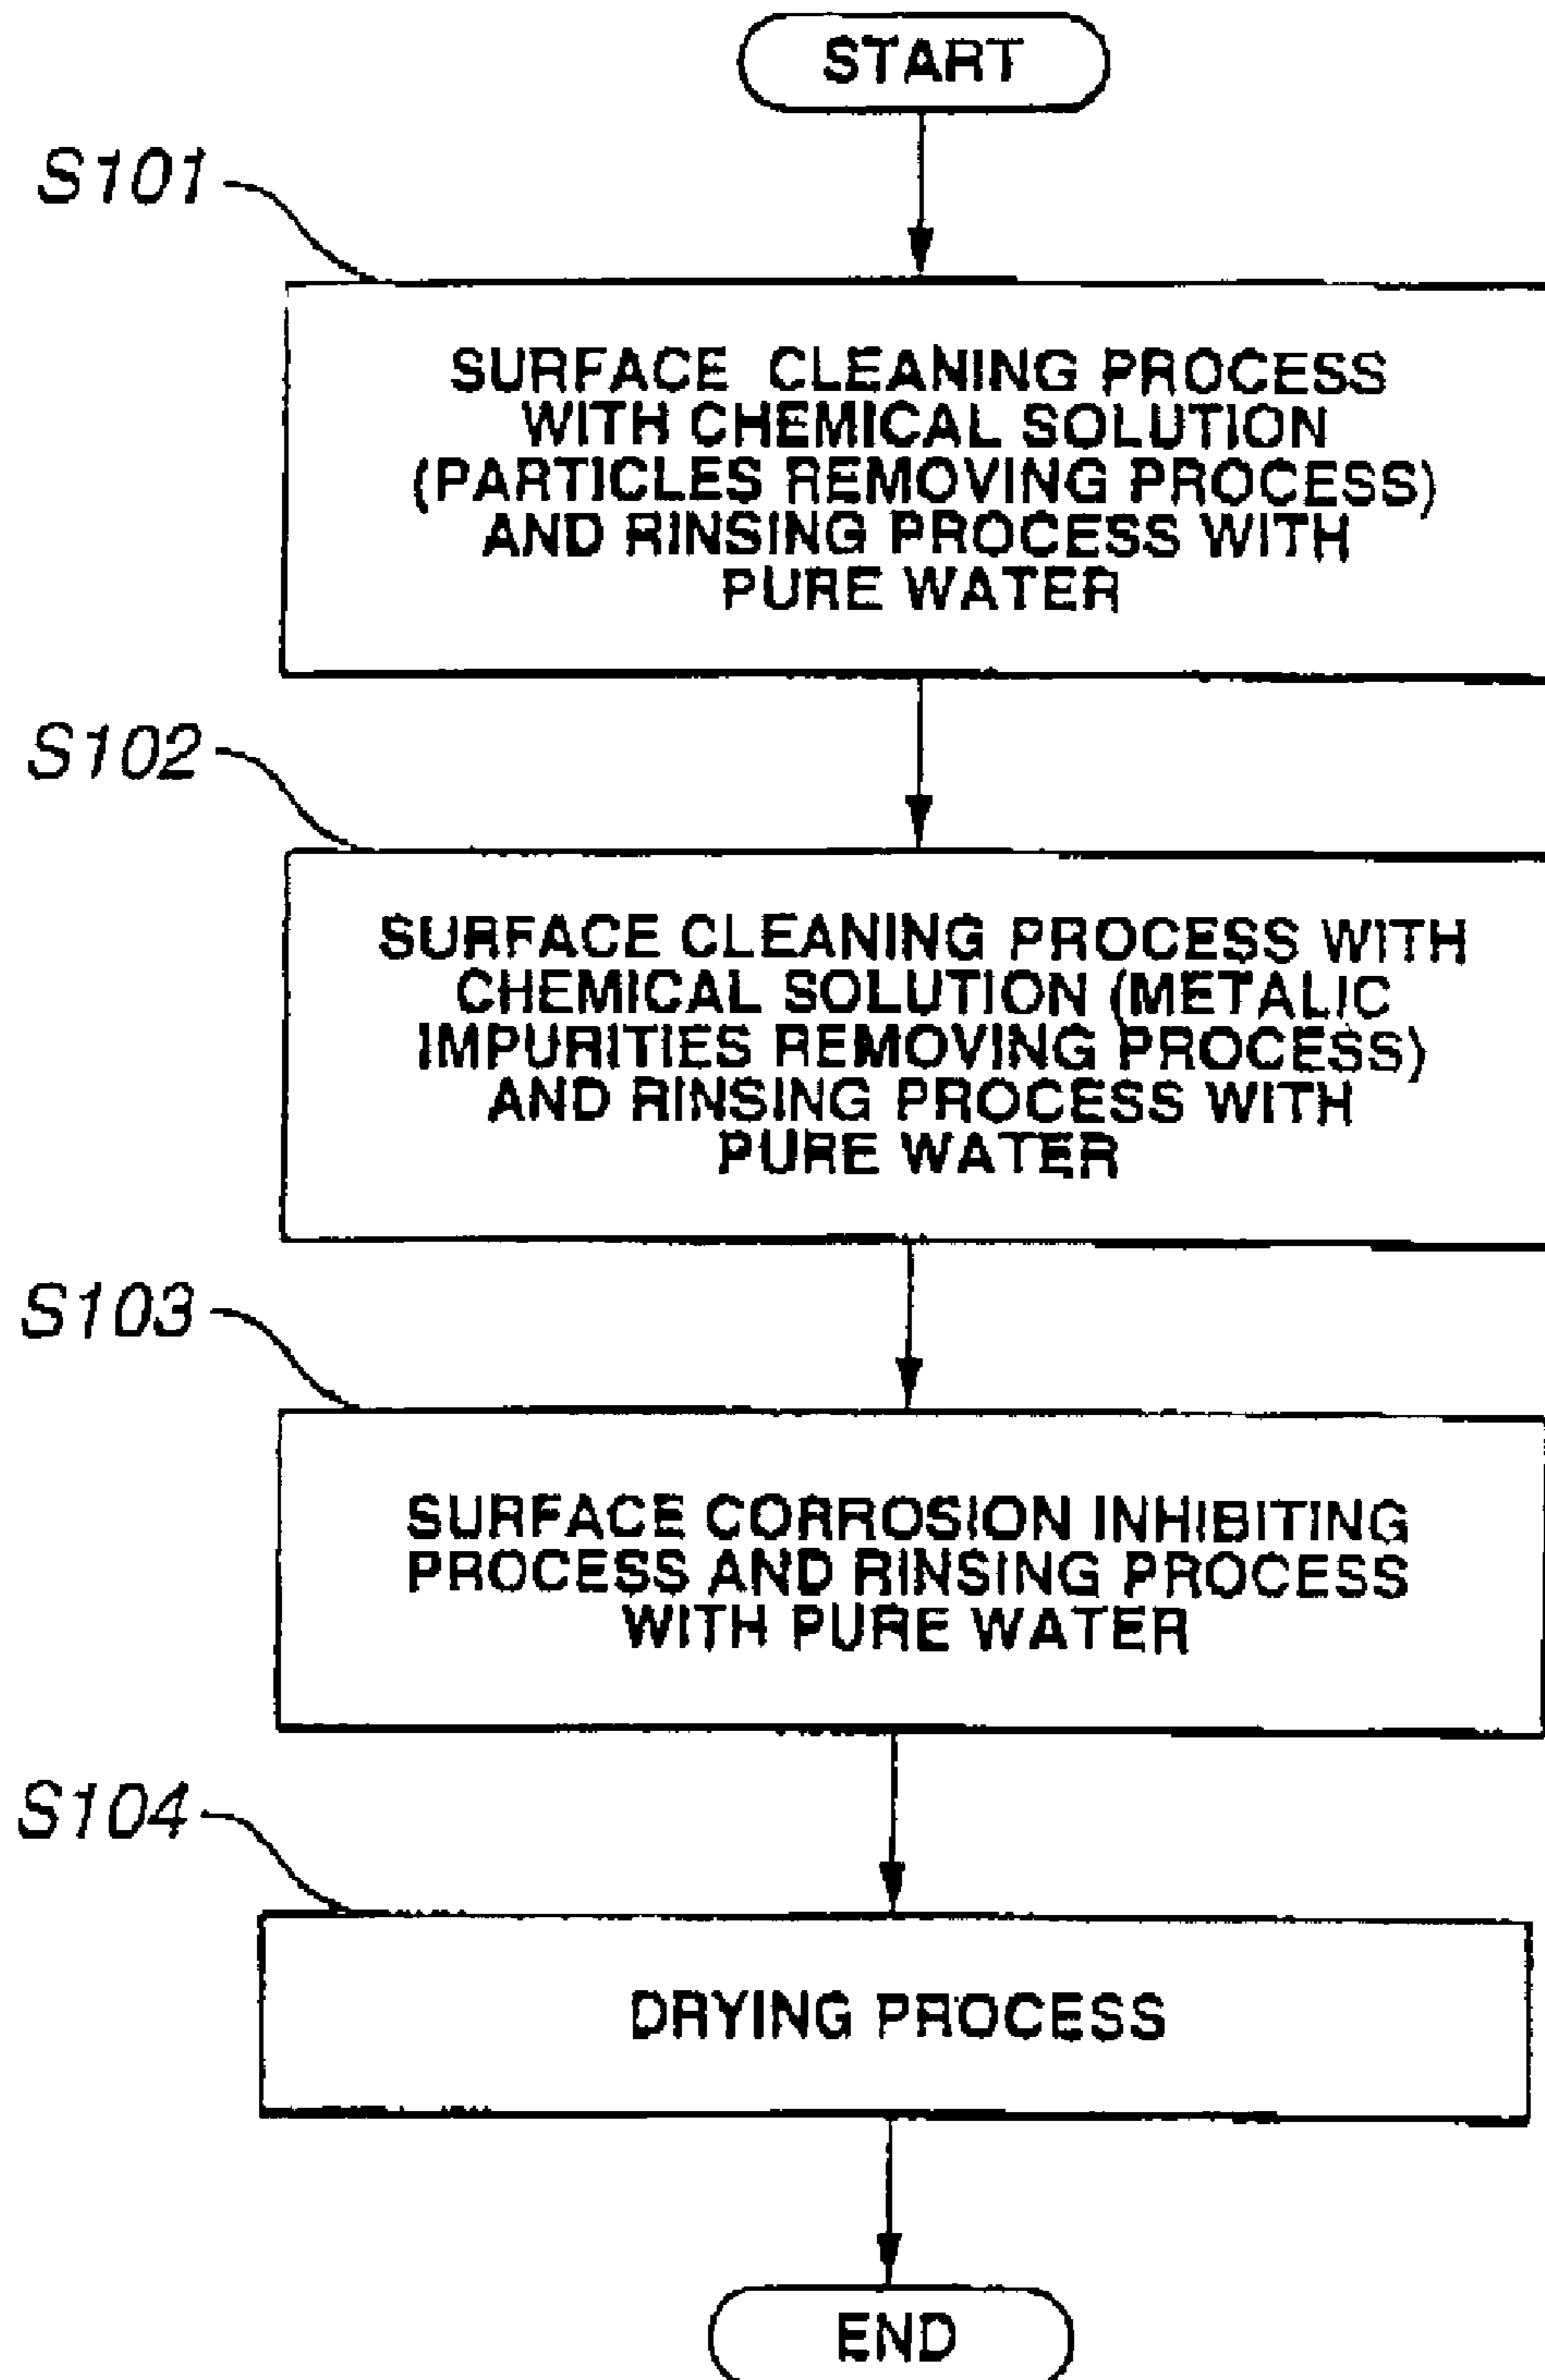 START
S101
SURFACE CLEANING PROCESS
WITH CHEMICAL SOLUTION
(PARTICLES REMOVING PROCESS)
AND RINSING PROCESS WITH
PURE WATER
S102
SURFACE CLEANING PROCESS WITH
CHEMICAL SOLUTION (METALIC
IMPURITIES REMOVING PROCESS)
AND RINSING PROCESS WITH
PURE WATER
S103
SURFACE CORROSION INHIBITING
PROCESS AND RINSING PROCESS
WITH PURE WATER
S104
DRYING PROCESS
END